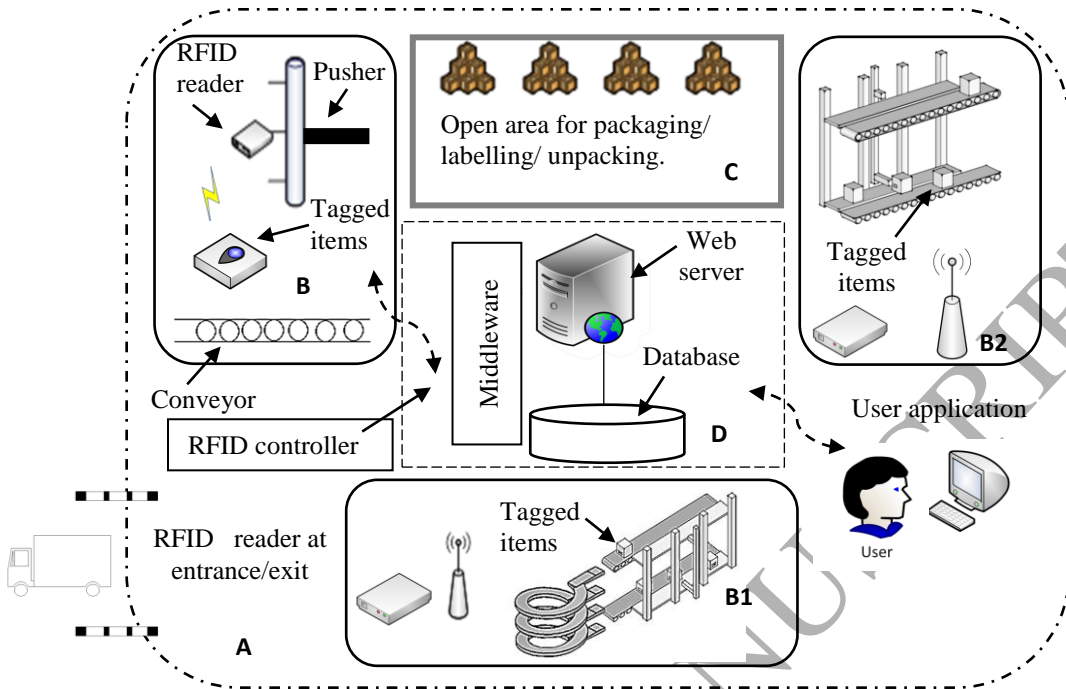 RFID
reader
Pusher
Tagged
items
B
Conveyor
RFID controller
Open area for packaging/
labelling/ unpacking.
C
Middleware
Web
server
Database
D
Tagged
items
B2
User application
User
RFID reader at
entrance/exit
A
Tagged
items
B1